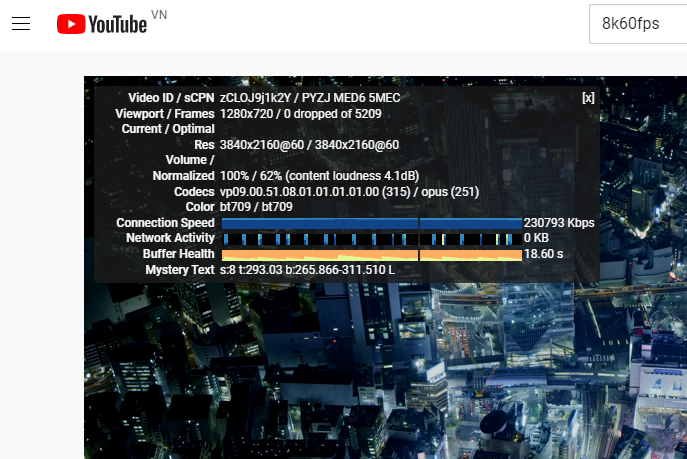 YouTube VN
8k60fps
Video ID / sCPN zCLOJ9j1k2Y / PYZJ MED6 5MEC [x]
Viewport / Frames 1280x720 / 0 dropped of 5209
Current / Optimal
Res 3840x2160@60 / 3840x2160@60
Volume /
Normalized 100% / 62% (content loudness 4.1dB)
Codecs vp09.00.51.08.01.01.01.01.00 (315) / opus (251)
Color bt709 / bt709
Connection Speed 230793 Kbps
Network Activity 0 KB
Buffer Health 18.60 s
Mystery Text s:8 t:293.03 b:265.866-311.510 L